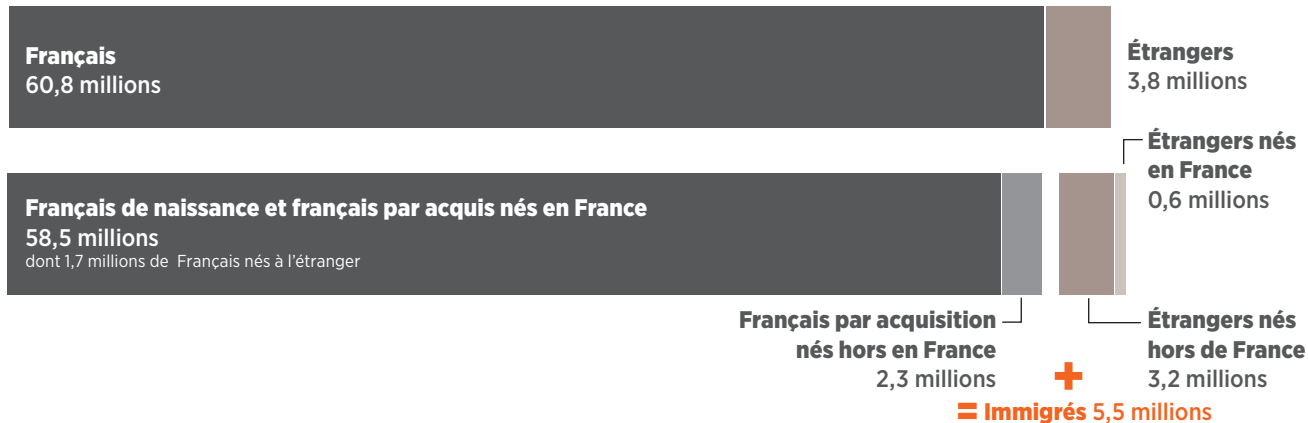 Français
60,8 millions
Étrangers
3,8 millions
Étrangers nés
en France
0,6 millions
Français de naissance et français par acquis nés en France
58,5 millions
dont 1,7 millions de Français nés à l'étranger
Français par acquisition
nés hors en France
2,3 millions
Étrangers nés
hors de France
3,2 millions
+
= Immigrés 5,5 millions